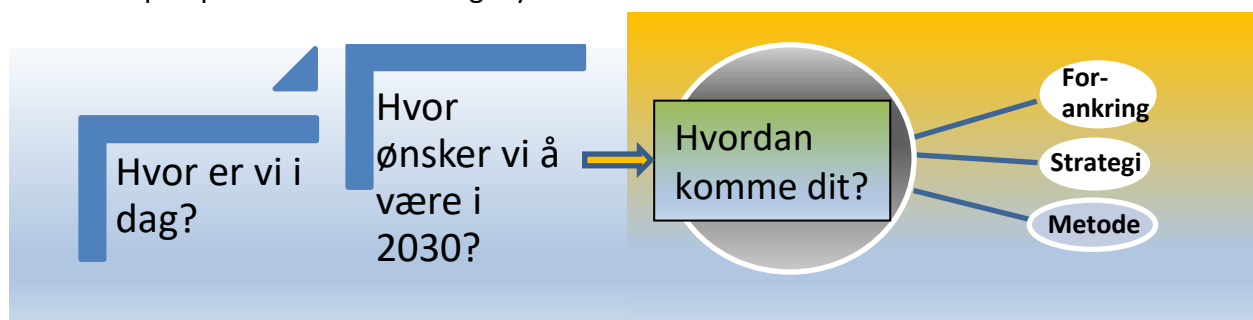 Hvor er vi i
dag?
Hvor
ønsker vi å
være i
2030?
Hvordan
komme dit?
For-
ankring
Strategi
Metode